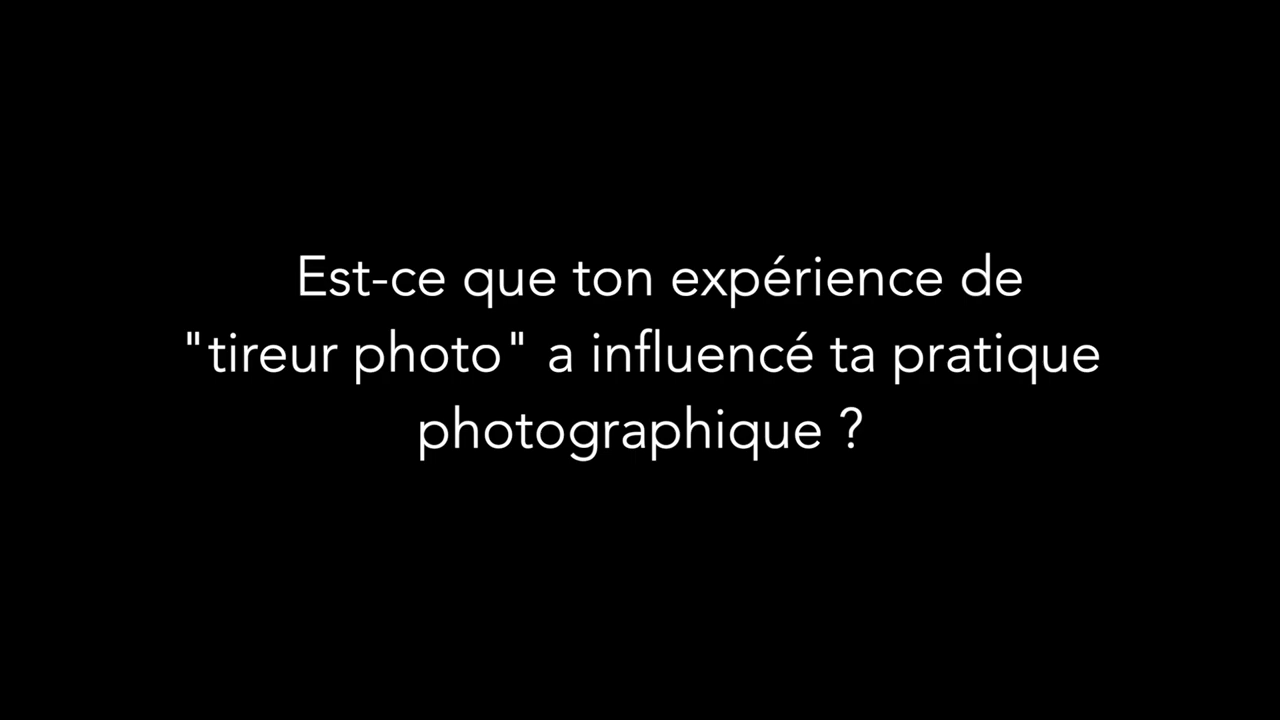 Est-ce que ton expérience de
"tireur photo" a influencé ta pratique
photographique ?